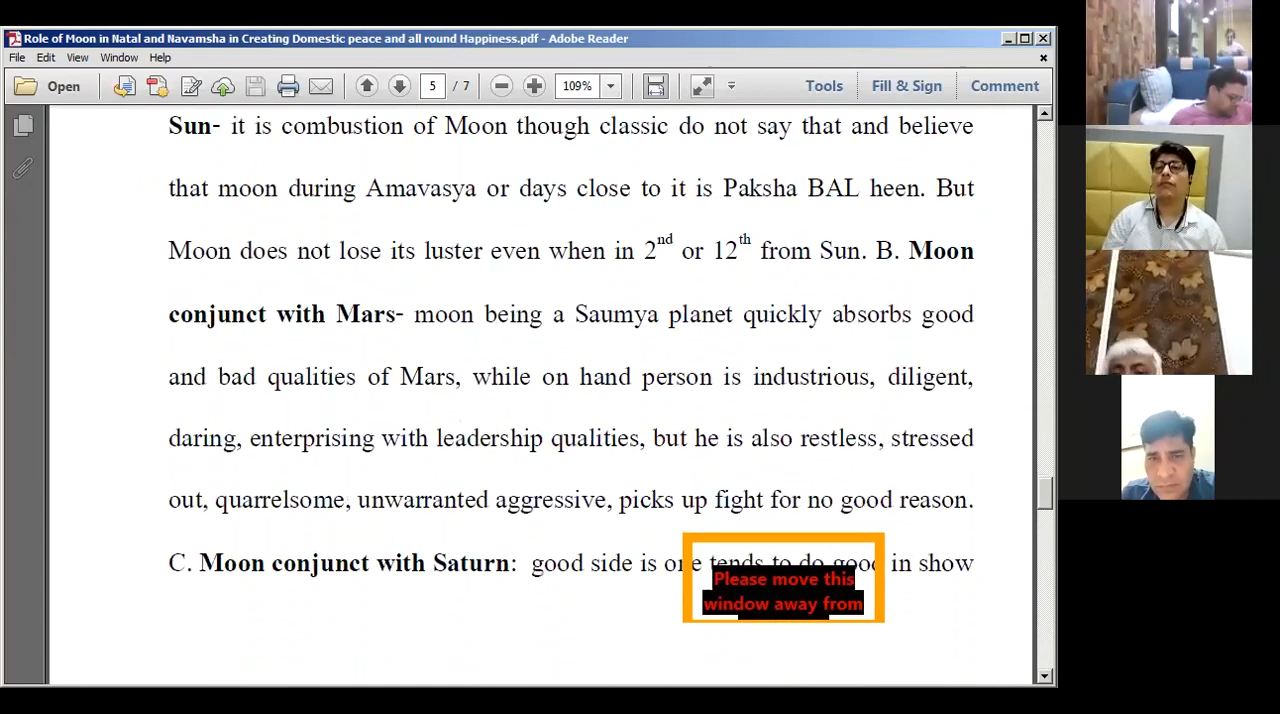 Role of Moon in Natal and Navamsha in Creating Domestic peace and all round Happiness.pdf - Adobe Reader
File Edit View Window Help
Open 5 / 7 109% Tools Fill & Sign Comment
Sun- it is combustion of Moon though classic do not say that and believe
that moon during Amavasya or days close to it is Paksha BAL heen. But
Moon does not lose its luster even when in 2nd or 12th from Sun. B. Moon
conjunct with Mars- moon being a Saumya planet quickly absorbs good
and bad qualities of Mars, while on hand person is industrious, diligent,
daring, enterprising with leadership qualities, but he is also restless, stressed
out, quarrelsome, unwarranted aggressive, picks up fight for no good reason.
C. Moon conjunct with Saturn: good side is one tends to do good in show
Please move this
window away from